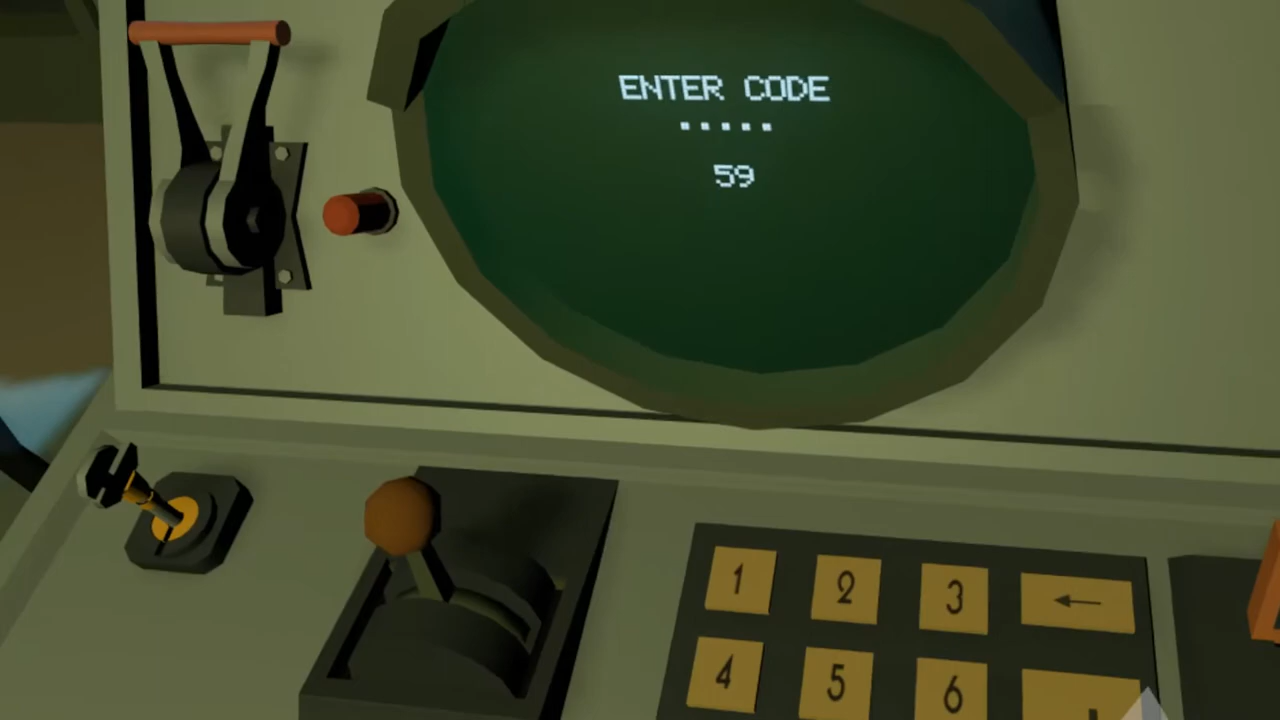 ENTER CODE
.....
59
1 2 3 ←
4 5 6